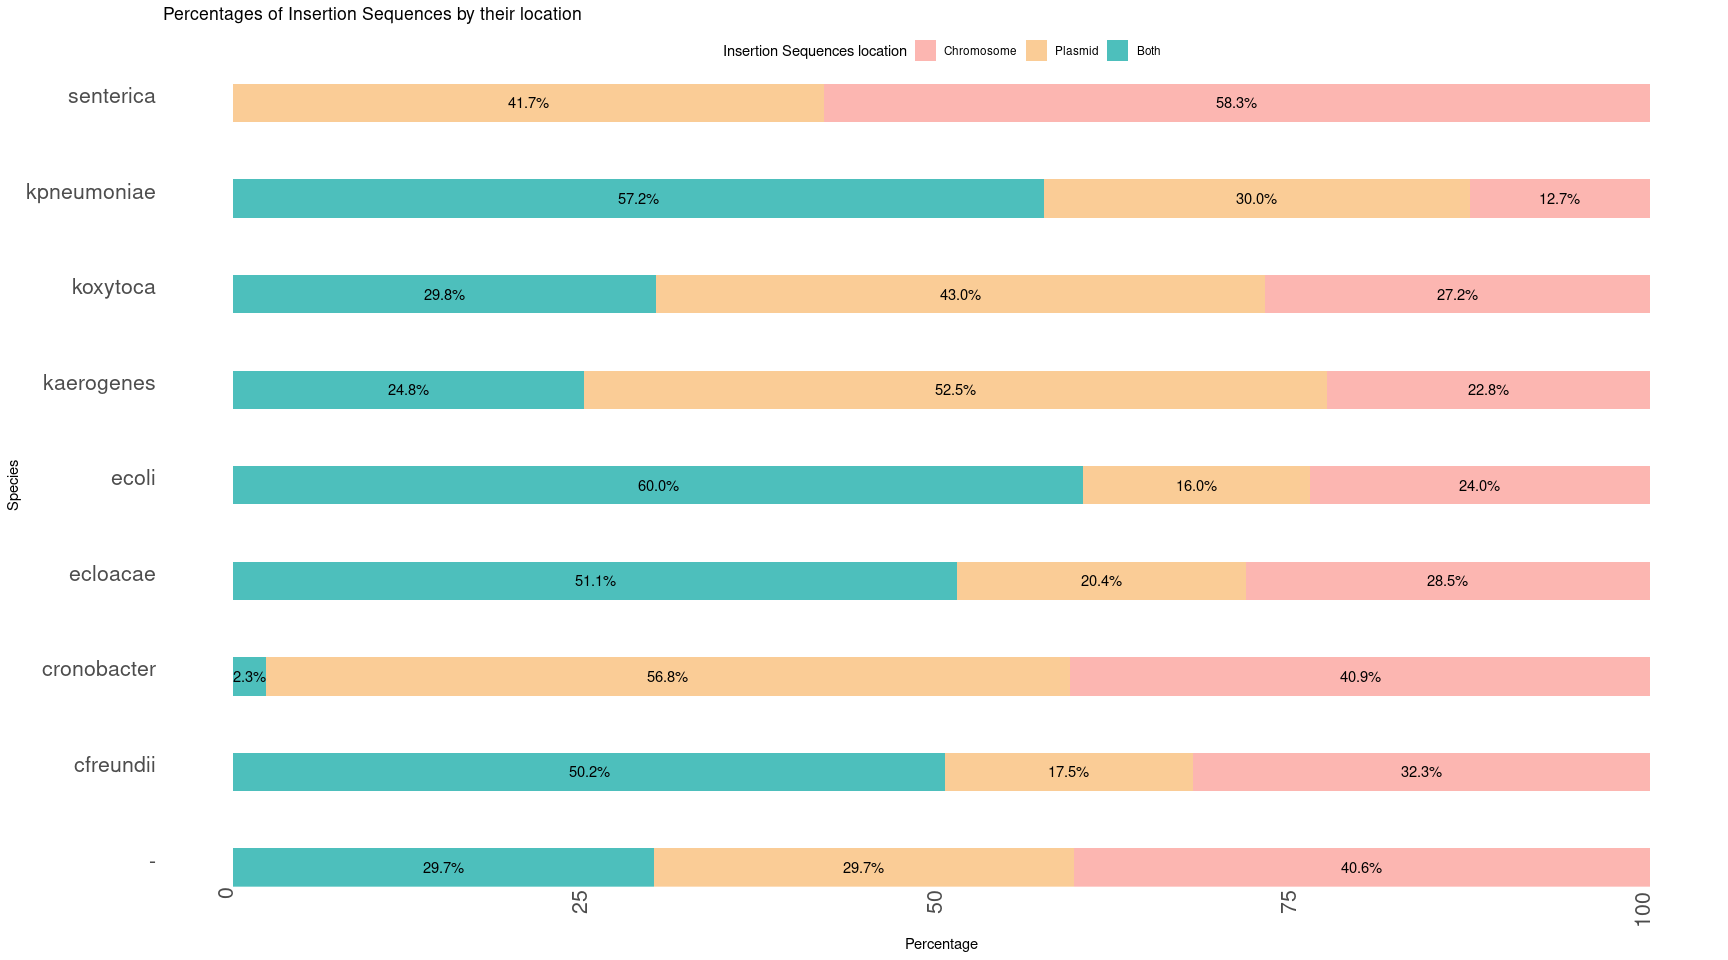 Percentages of Insertion Sequences by their location
Insertion Sequences location Chromosome Plasmid Both
senterica 41.7% 58.3%
kpneumoniae 57.2% 30.0% 12.7%
koxytoca 29.8% 43.0% 27.2%
kaerogenes 24.8% 52.5% 22.8%
ecoli 60.0% 16.0% 24.0%
Species
ecloacae 51.1% 20.4% 28.5%
cronobacter 2.3% 56.8% 40.9%
cfreundii 50.2% 17.5% 32.3%
- 29.7% 29.7% 40.6%
0 25 50 75 100
Percentage